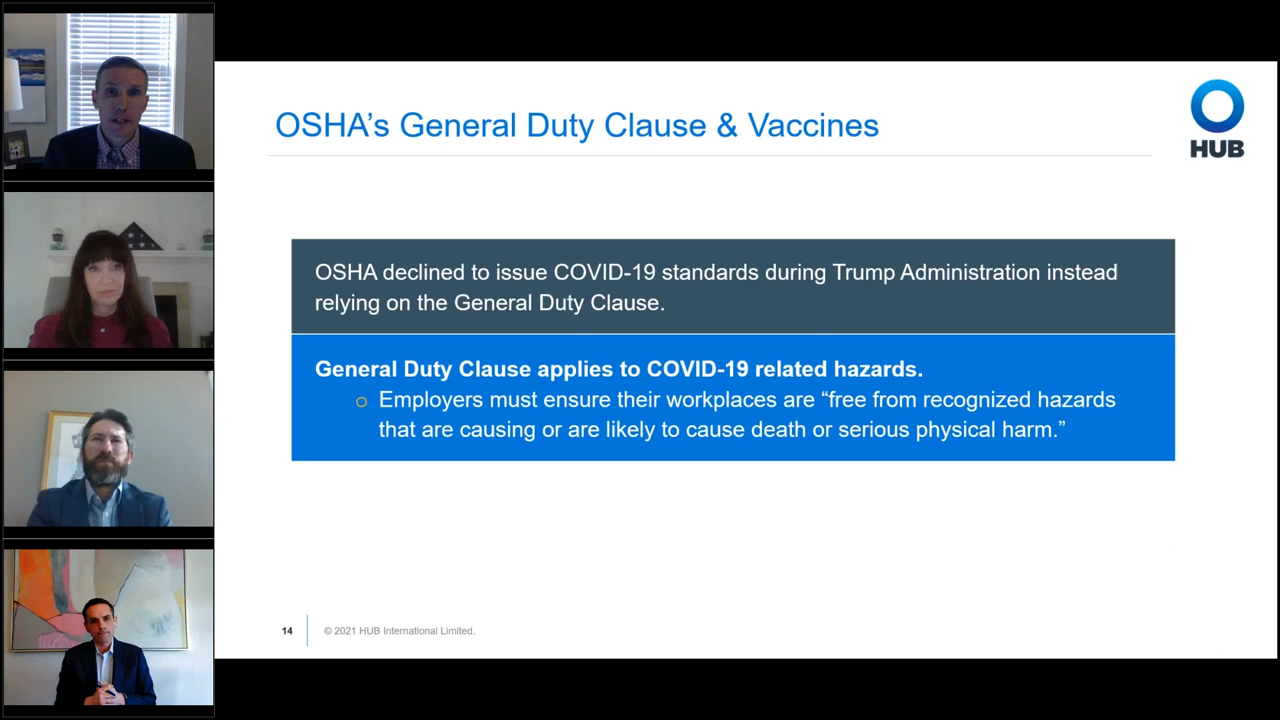 OSHA’s General Duty Clause & Vaccines
HUB
OSHA declined to issue COVID-19 standards during Trump Administration instead
relying on the General Duty Clause.
General Duty Clause applies to COVID-19 related hazards.
Employers must ensure their workplaces are “free from recognized hazards
that are causing or are likely to cause death or serious physical harm.”
14
© 2021 HUB International Limited.